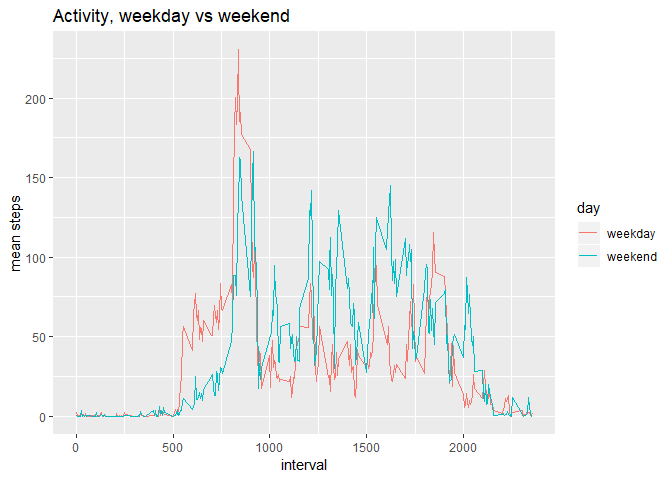 Activity, weekday vs weekend
mean steps
200
150
100
50
0
0 500 1000 1500 2000
interval
day
weekday
weekend